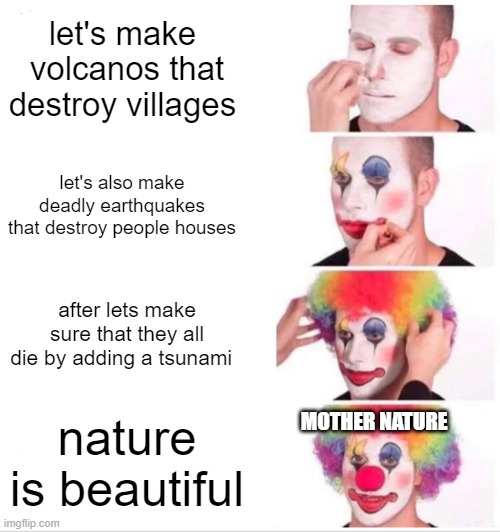 let's make
volcanos that
destroy villages
let's also make
deadly earthquakes
that destroy people houses
after lets make
sure that they all
die by adding a tsunami
MOTHER NATURE
nature
is beautiful
imgflip.com